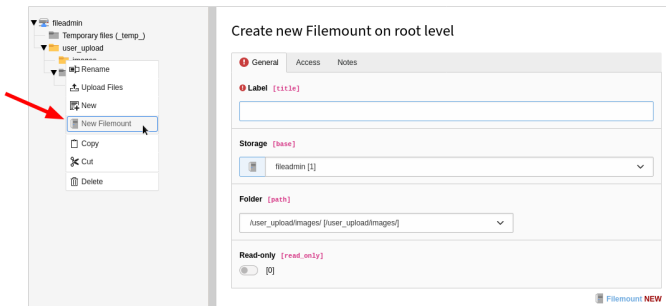 fileadmin
Temporary files (_temp_)
user_upload
images
Rename
Upload Files
New
New Filemount
Copy
Cut
Delete
Create new Filemount on root level
General Access Notes
Label [title]
Storage [base]
fileadmin [1]
Folder [path]
/user_upload/images/ [/user_upload/images/]
Read-only [read_only]
[0]
Filemount NEW